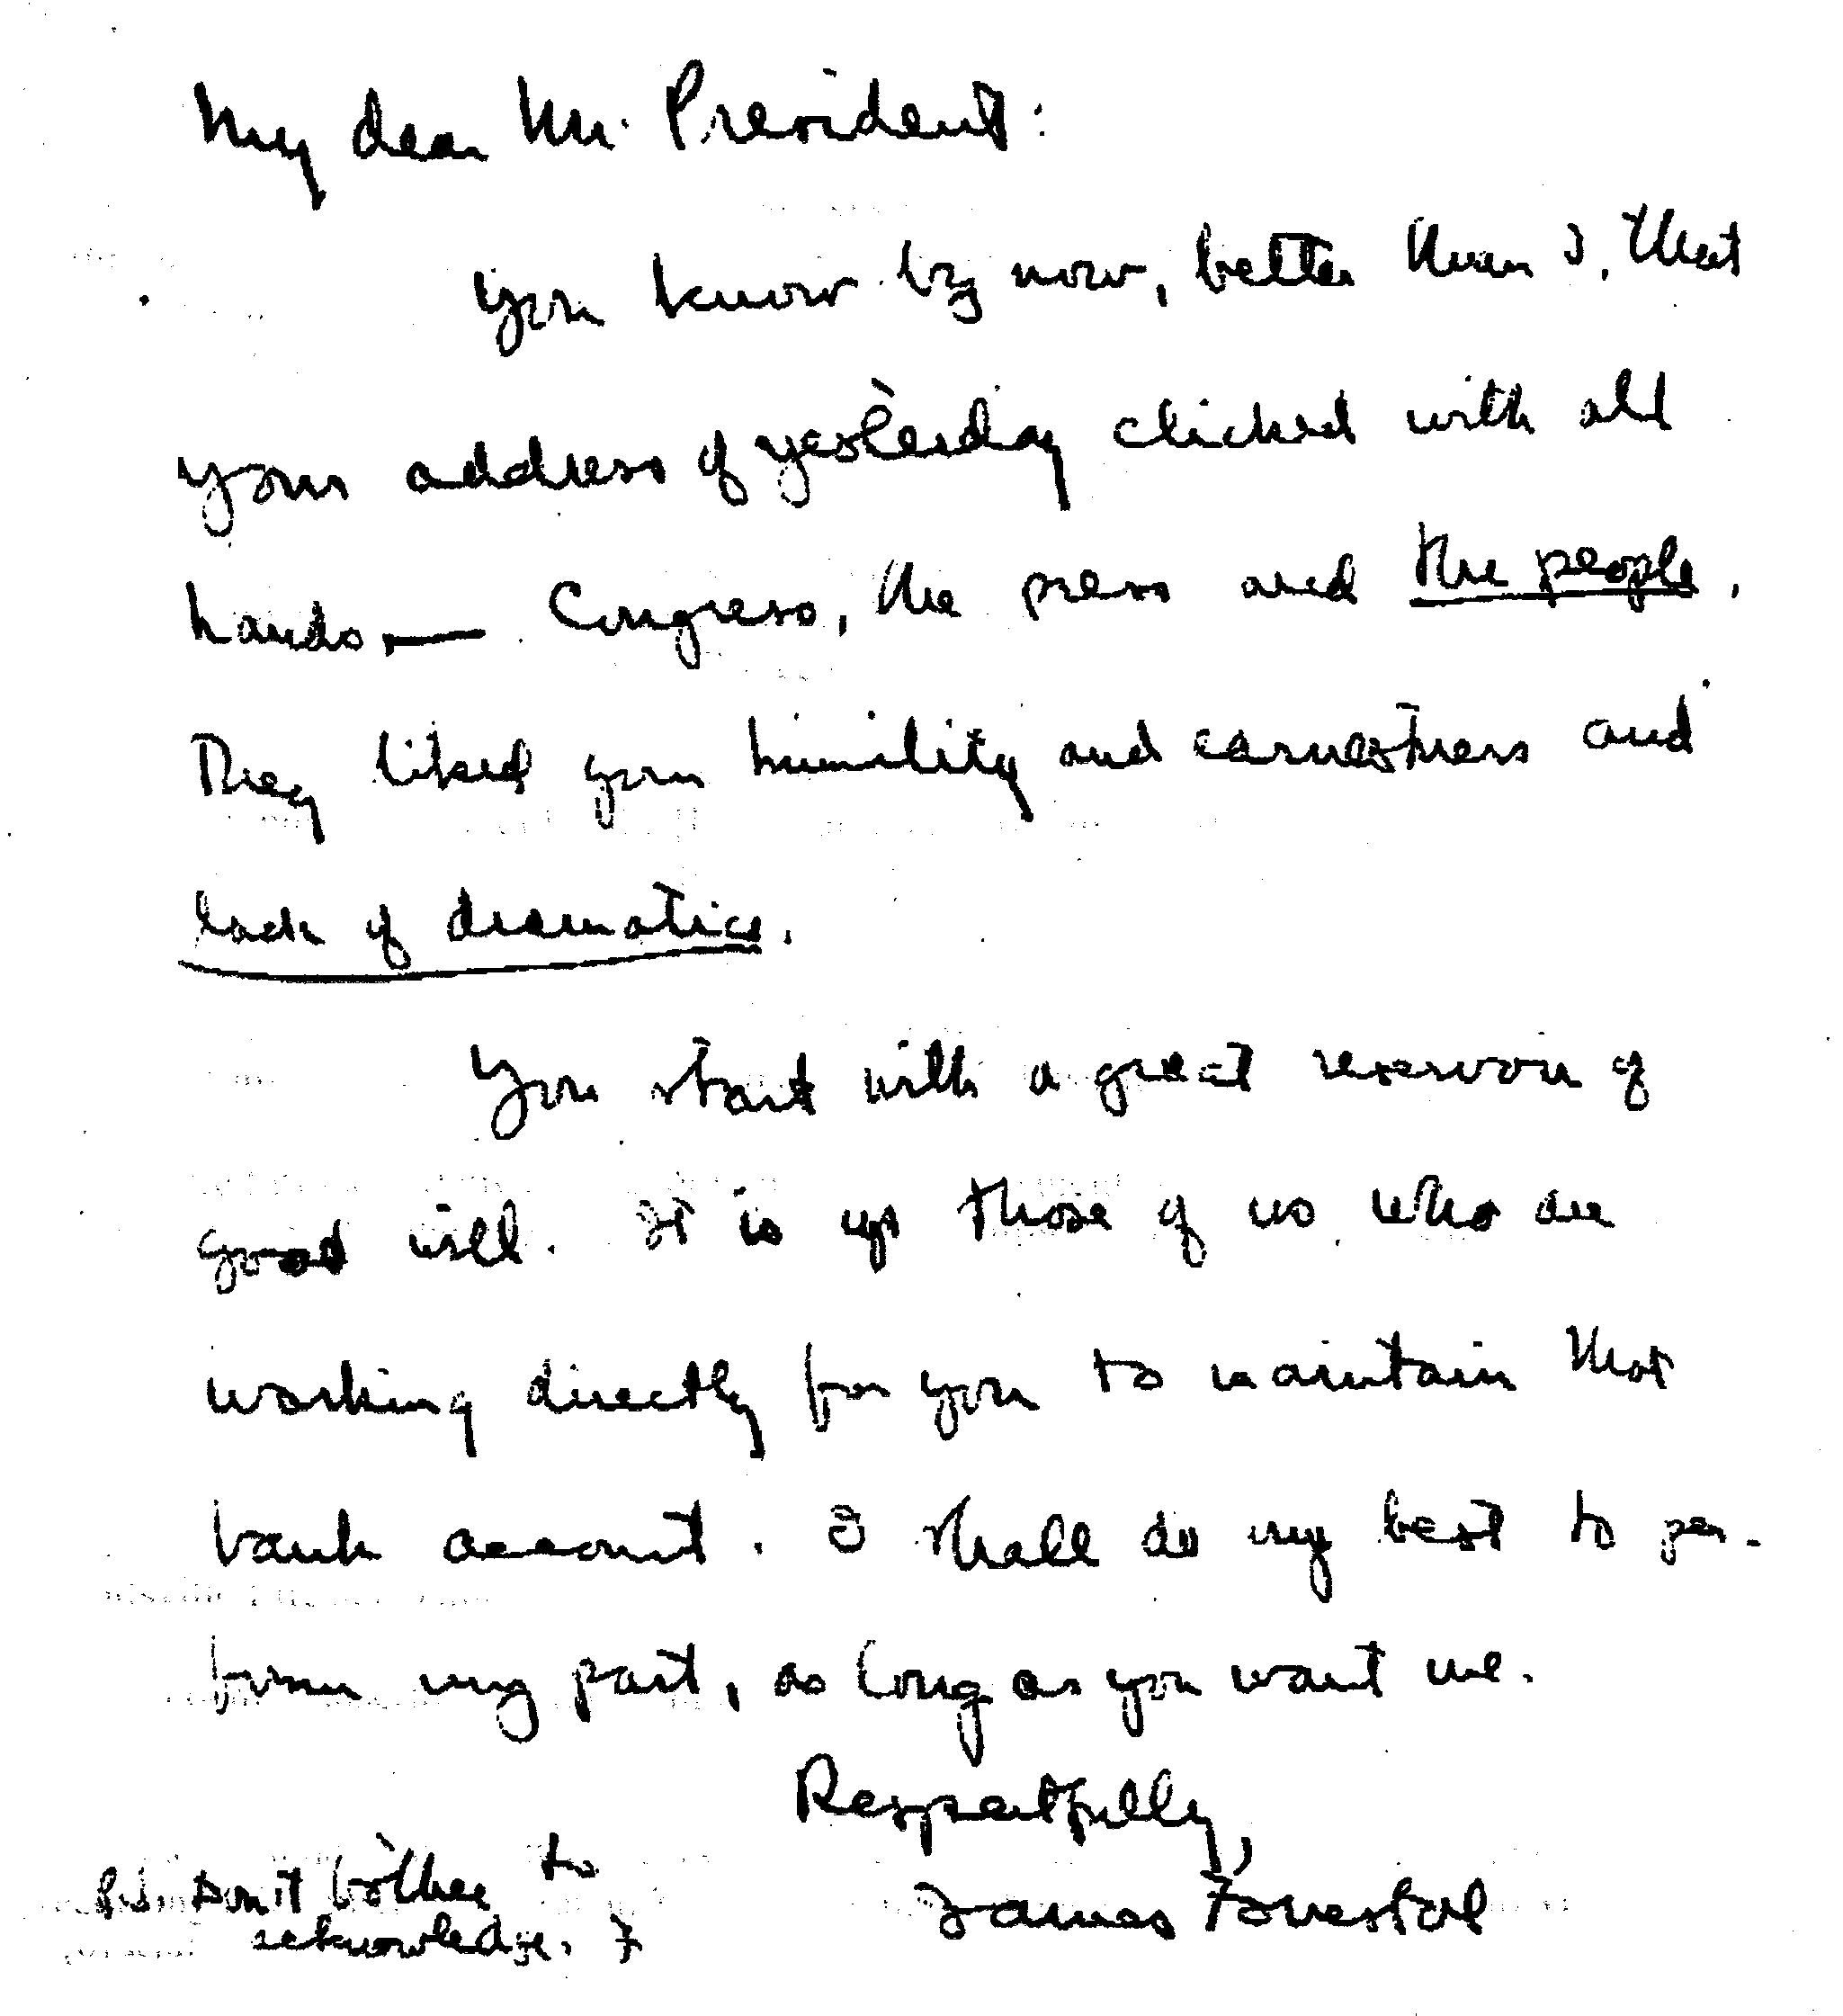 My dear Mr. President:
You know by now, better than I, that
your address of yesterday clicked with all
hands — Congress, the press and the people.
They liked your humility and earnestness and
lack of dramatics.
You start with a great reservoir of
good will. It is up those of us who are
working directly for you to maintain that
bank account. I shall do my best to per-
form my part, as long as you want me.
Respectfully,
James Forrestal
P.S. Don't bother to
acknowledge. F